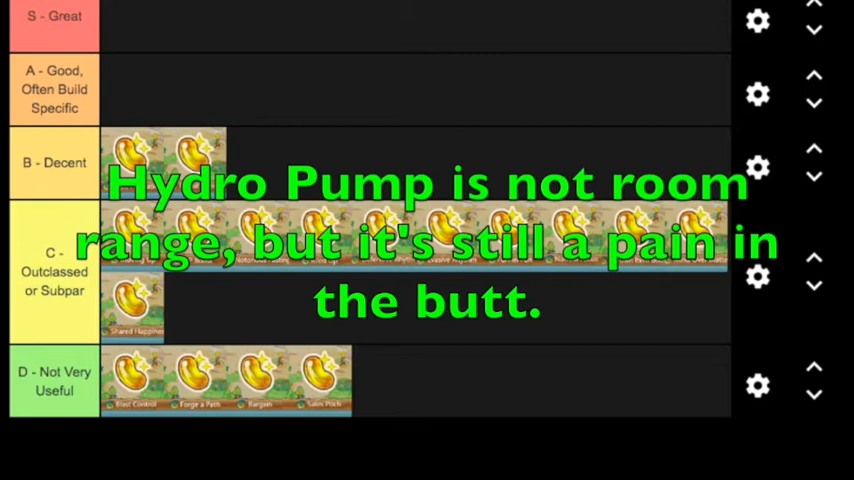 S - Great
A - Good,
Often Build
Specific
B - Decent
Hydro Pump is not room
range, but it's still a pain in
the butt.
C -
Outclassed
or Subpar
Shared Happiness
D - Not Very
Useful
Blast Control
Forge a Path
Bargain
Sales Pitch